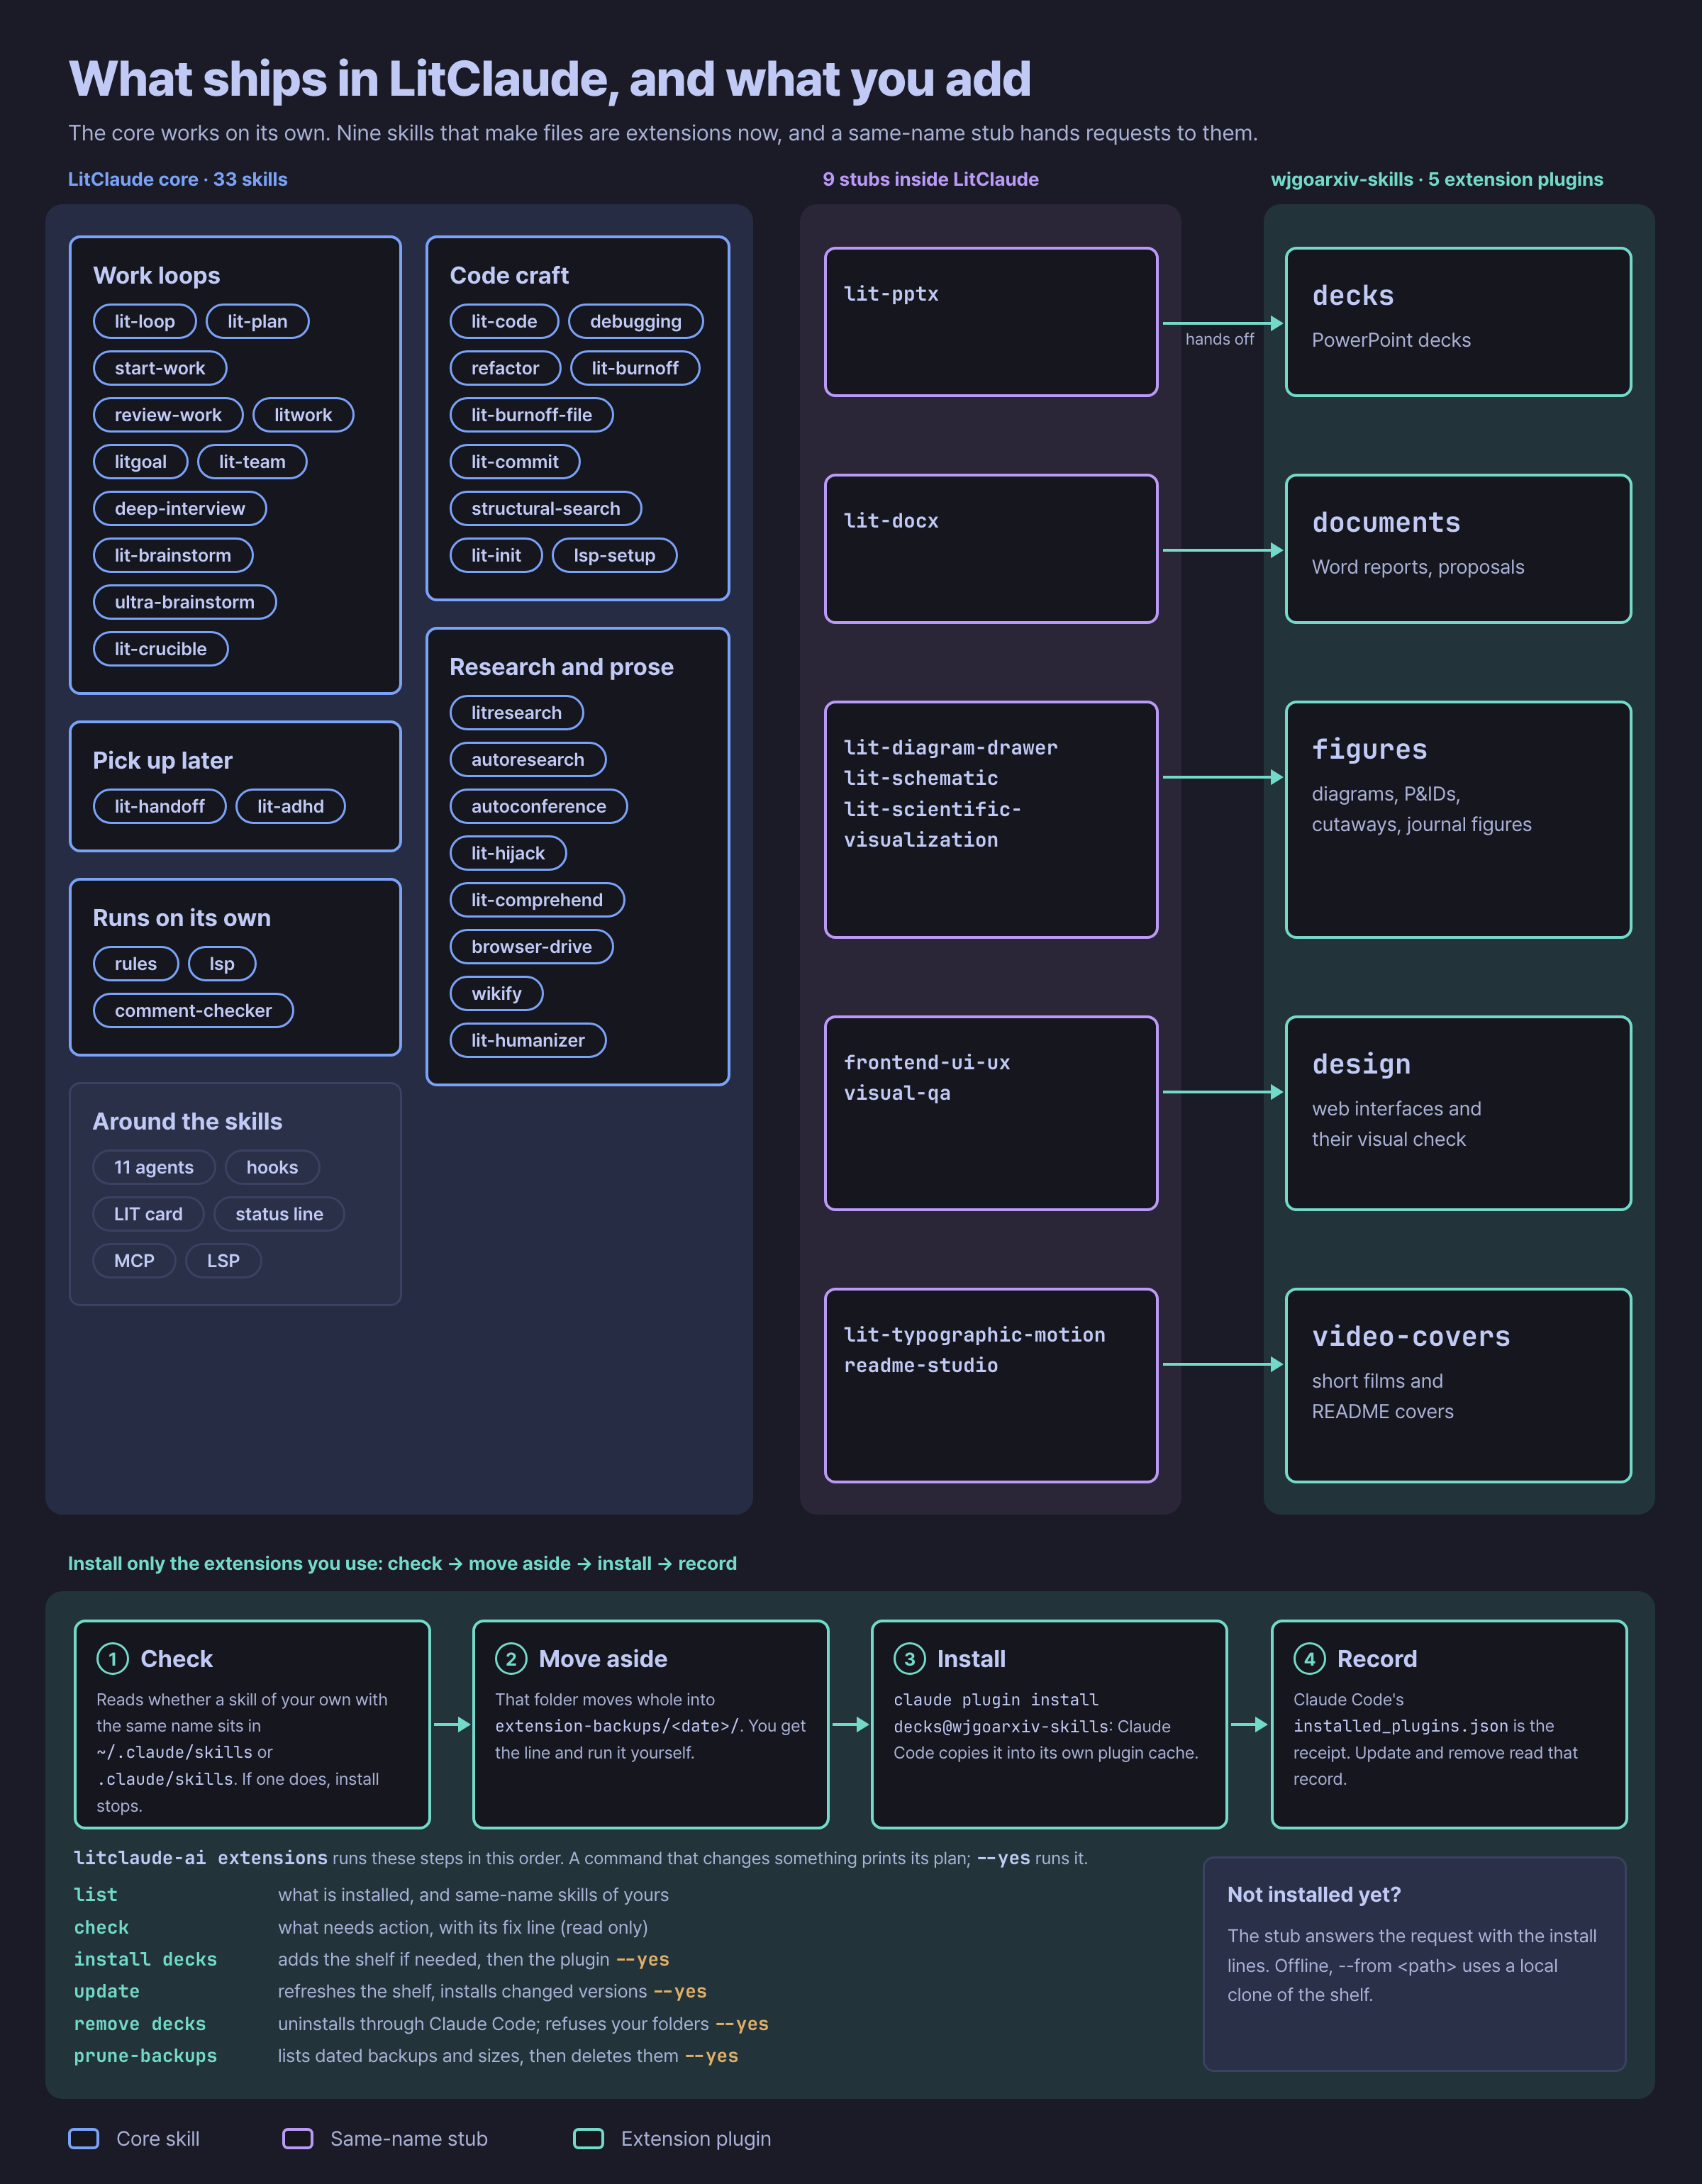 What ships in LitClaude, and what you add
The core works on its own. Nine skills that make files are extensions now, and a same-name stub hands requests to them.
LitClaude core · 33 skills
Work loops
lit-loop
lit-plan
start-work
review-work
litwork
litgoal
lit-team
deep-interview
lit-brainstorm
ultra-brainstorm
lit-crucible
Pick up later
lit-handoff
lit-adhd
Runs on its own
rules
lsp
comment-checker
Around the skills
11 agents
hooks
LIT card
status line
MCP
LSP
Code craft
lit-code
debugging
refactor
lit-burnoff
lit-burnoff-file
lit-commit
structural-search
lit-init
lsp-setup
Research and prose
litresearch
autoresearch
autoconference
lit-hijack
lit-comprehend
browser-drive
wikify
lit-humanizer
9 stubs inside LitClaude
lit-pptx
hands off
lit-docx
lit-diagram-drawer
lit-schematic
lit-scientific-
visualization
frontend-ui-ux
visual-qa
lit-typographic-motion
readme-studio
wjgoarxiv-skills · 5 extension plugins
decks
PowerPoint decks
documents
Word reports, proposals
figures
diagrams, P&IDs,
cutaways, journal figures
design
web interfaces and
their visual check
video-covers
short films and
README covers
Install only the extensions you use: check → move aside → install → record
1 Check
Reads whether a skill of your own with
the same name sits in
~/.claude/skills or
.claude/skills. If one does, install
stops.
2 Move aside
That folder moves whole into
extension-backups/<date>/. You get
the line and run it yourself.
3 Install
claude plugin install
decks@wjgoarxiv-skills: Claude
Code copies it into its own plugin cache.
4 Record
Claude Code's
installed_plugins.json is the
receipt. Update and remove read that
record.
litclaude-ai extensions runs these steps in this order. A command that changes something prints its plan; --yes runs it.
list what is installed, and same-name skills of yours
check what needs action, with its fix line (read only)
install decks adds the shelf if needed, then the plugin --yes
update refreshes the shelf, installs changed versions --yes
remove decks uninstalls through Claude Code; refuses your folders --yes
prune-backups lists dated backups and sizes, then deletes them --yes
Not installed yet?
The stub answers the request with the install
lines. Offline, --from <path> uses a local
clone of the shelf.
Core skill
Same-name stub
Extension plugin